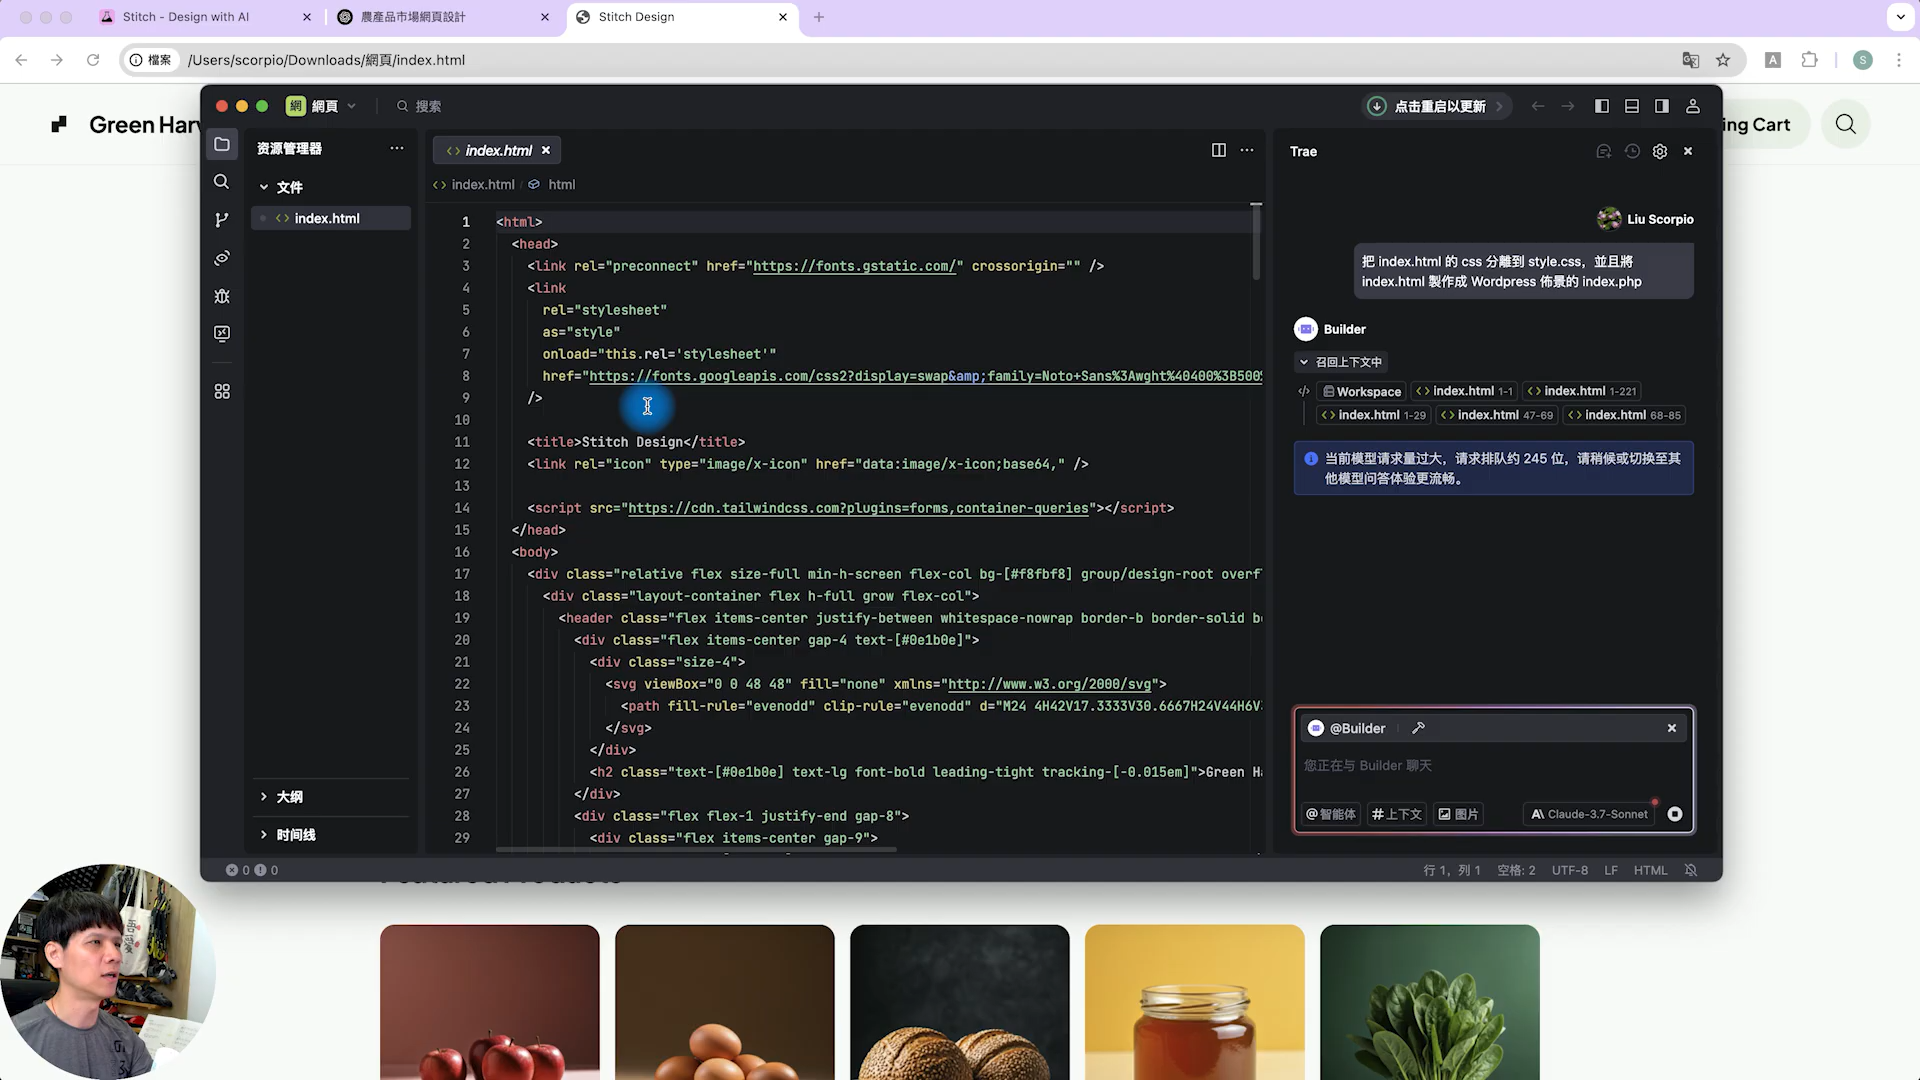 Stitch - Design with AI
農產品市場網頁設計
Stitch Design
檔案
/Users/scorpio/Downloads/網頁/index.html
A
S
Green Har
ing Cart
網 網頁
搜索
点击重启以更新
资源管理器
文件
index.html
大纲
时间线
index.html
index.html
html
1 <html>
2 <head>
3 <link rel="preconnect" href="https://fonts.gstatic.com/" crossorigin="" />
4 <link
5 rel="stylesheet"
6 as="style"
7 onload="this.rel='stylesheet'"
8 href="https://fonts.googleapis.com/css2?display=swap&amp;family=Noto+Sans%3Awght%40400%3B500%
9 />
10
11 <title>Stitch Design</title>
12 <link rel="icon" type="image/x-icon" href="data:image/x-icon;base64," />
13
14 <script src="https://cdn.tailwindcss.com?plugins=forms,container-queries"></script>
15 </head>
16 <body>
17 <div class="relative flex size-full min-h-screen flex-col bg-[#f8fbf8] group/design-root overf
18 <div class="layout-container flex h-full grow flex-col">
19 <header class="flex items-center justify-between whitespace-nowrap border-b border-solid b
20 <div class="flex items-center gap-4 text-[#0e1b0e]">
21 <div class="size-4">
22 <svg viewBox="0 0 48 48" fill="none" xmlns="http://www.w3.org/2000/svg">
23 <path fill-rule="evenodd" clip-rule="evenodd" d="M24 4H42V17.3333V30.6667H24V44H6V
24 </svg>
25 </div>
26 <h2 class="text-[#0e1b0e] text-lg font-bold leading-tight tracking-[-0.015em]">Green Ha
27 </div>
28 <div class="flex flex-1 justify-end gap-8">
29 <div class="flex items-center gap-9">
Trae
Liu Scorpio
把 index.html 的 css 分離到 style.css，並且將
index.html 製作成 Wordpress 佈景的 index.php
Builder
召回上下文中
Workspace index.html 1-1 index.html 1-221
index.html 1-29 index.html 47-69 index.html 68-85
当前模型请求量过大，请求排队约 245 位，请稍候或切换至其
他模型问答体验更流畅。
@Builder
您正在与 Builder 聊天
@智能体
#上下文
图片
Claude-3.7-Sonnet
0 0
行 1，列 1
空格: 2
UTF-8
LF
HTML